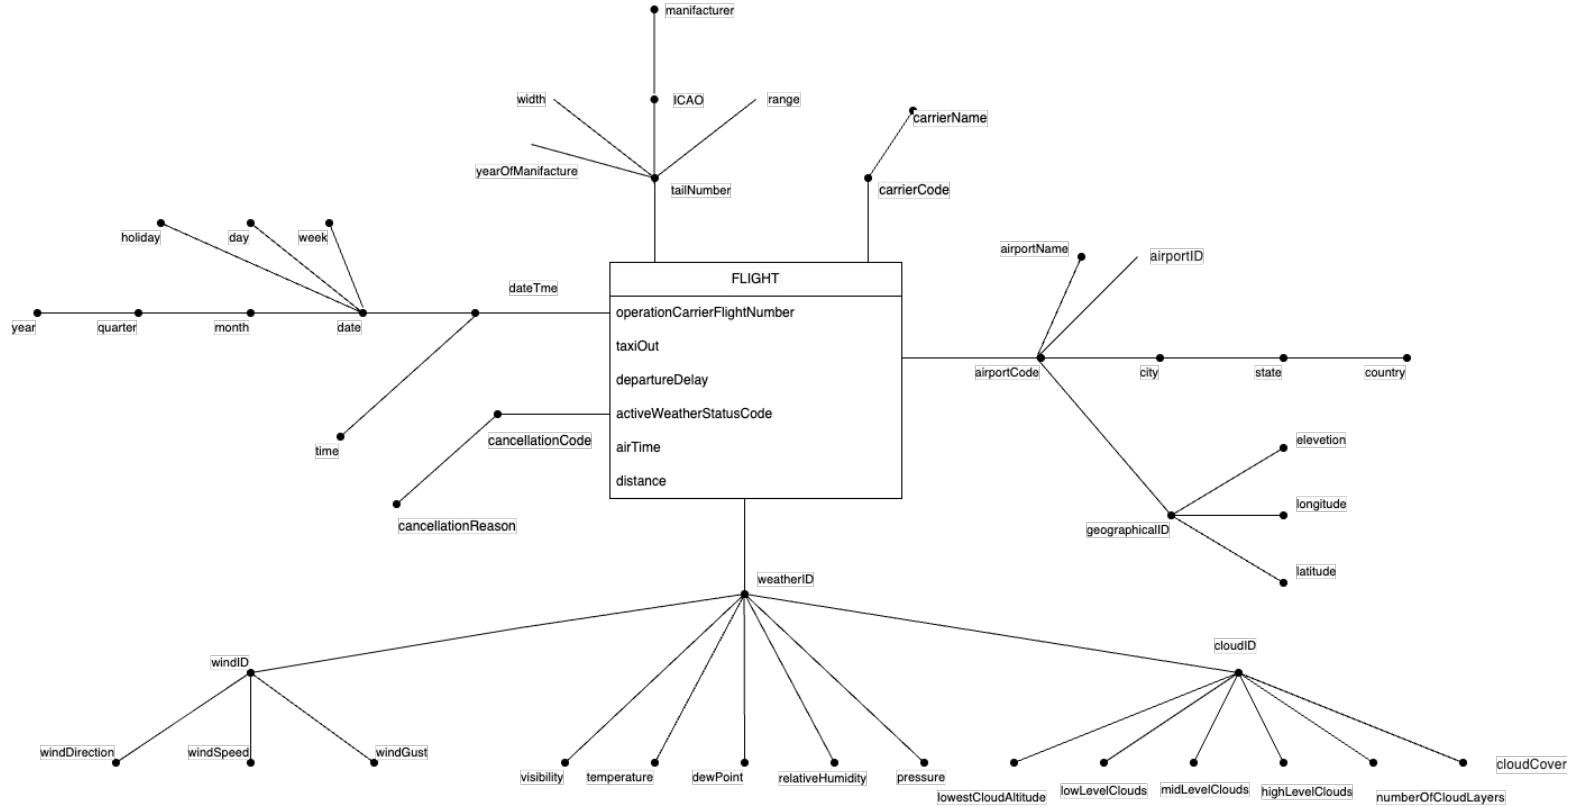 manifacturer
width
ICAO
range
carrierName
yearOfManifacture
tailNumber
carrierCode
holiday
day
week
airportName
airportID
FLIGHT
dateTme
operationCarrierFlightNumber
year
quarter
month
date
taxiOut
airportCode
city
state
country
departureDelay
activeWeatherStatusCode
cancellationCode
elevetion
time
airTime
distance
longitude
cancellationReason
geographicalID
latitude
weatherID
cloudID
windID
windDirection
windSpeed
windGust
visibility
temperature
dewPoint
relativeHumidity
pressure
lowestCloudAltitude
lowLevelClouds
midLevelClouds
highLevelClouds
numberOfCloudLayers
cloudCover